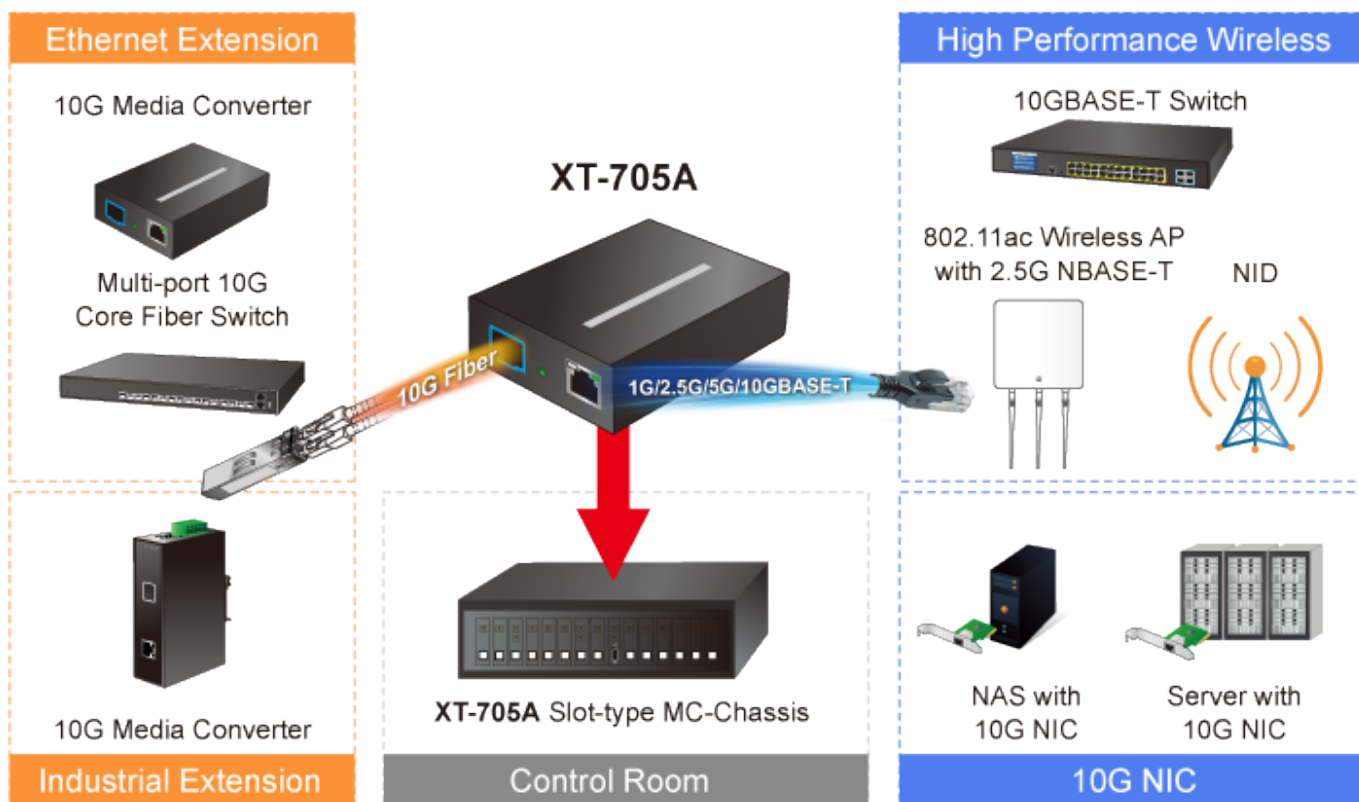 Ethernet Extension
10G Media Converter
Multi-port 10G
Core Fiber Switch
10G Media Converter
Industrial Extension
XT-705A
10G Fiber
1G/2.5G/5G/10GBASE-T
XT-705A Slot-type MC-Chassis
Control Room
High Performance Wireless
10GBASE-T Switch
802.11ac Wireless AP
with 2.5G NBASE-T
NID
NAS with
10G NIC
Server with
10G NIC
10G NIC